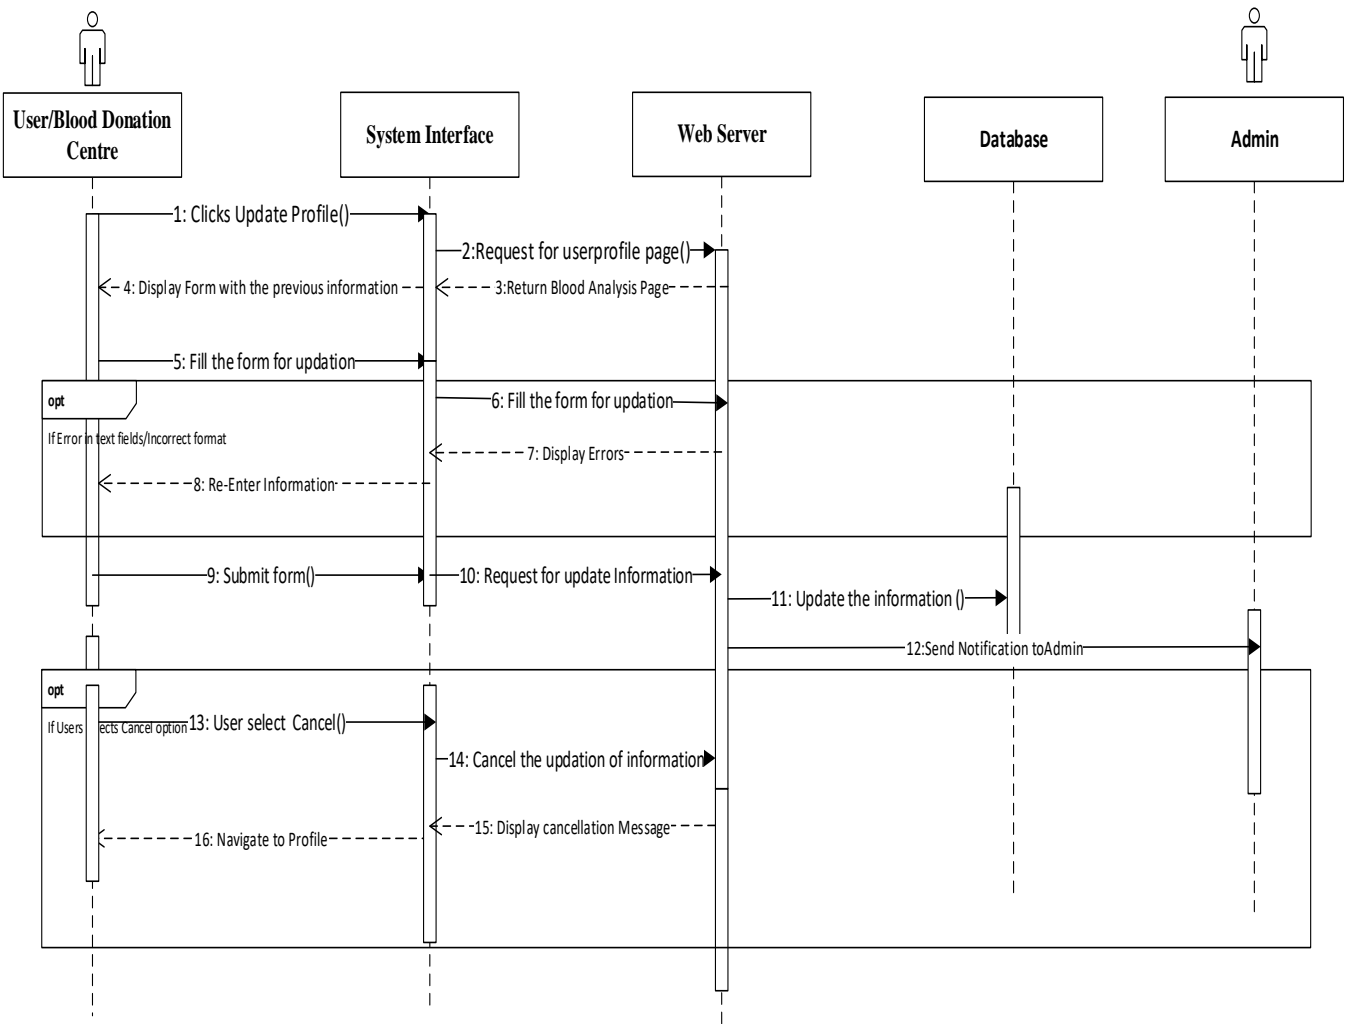 User/Blood Donation
Centre
System Interface
Web Server
Database
Admin
1: Clicks Update Profile()
2:Request for userprofile page()
4: Display Form with the previous information
3:Return Blood Analysis Page
5: Fill the form for updation
opt
6: Fill the form for updation
If Error in text fields/Incorrect format
7: Display Errors
8: Re-Enter Information
9: Submit form()
10: Request for update Information
11: Update the information ()
12:Send Notification toAdmin
opt
13: User select Cancel()
If Users ects Cancel option
14: Cancel the updation of information
15: Display cancellation Message
16: Navigate to Profile